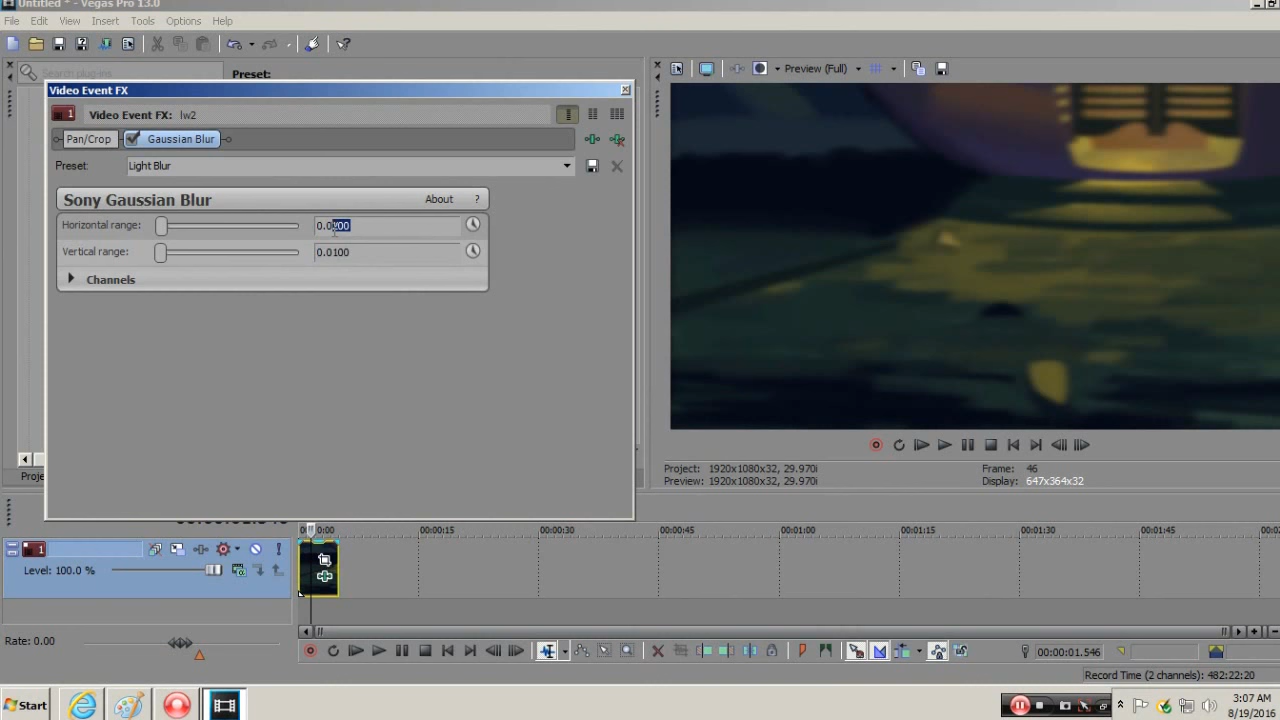 Untitled * - Vegas Pro 13.0
File Edit View Insert Tools Options Help
Search plug-ins
Preset:
Preview (Full)
Video Event FX
Video Event FX: lw2
Pan/Crop Gaussian Blur
Preset: Light Blur
Sony Gaussian Blur About ?
Horizontal range:
Vertical range: 0.0100
Channels
Project: 1920x1080x32, 29.970i Frame: 46
Preview: 1920x1080x32, 29.970i Display: 647x364x32
00:00:15 00:00:30 00:00:45 00:01:00 00:01:15 00:01:30 00:01:45
1
Level: 100.0 %
Rate: 0.00
00:00:01.546
Record Time (2 channels): 482:22:20
Start
3:07 AM
8/19/2016